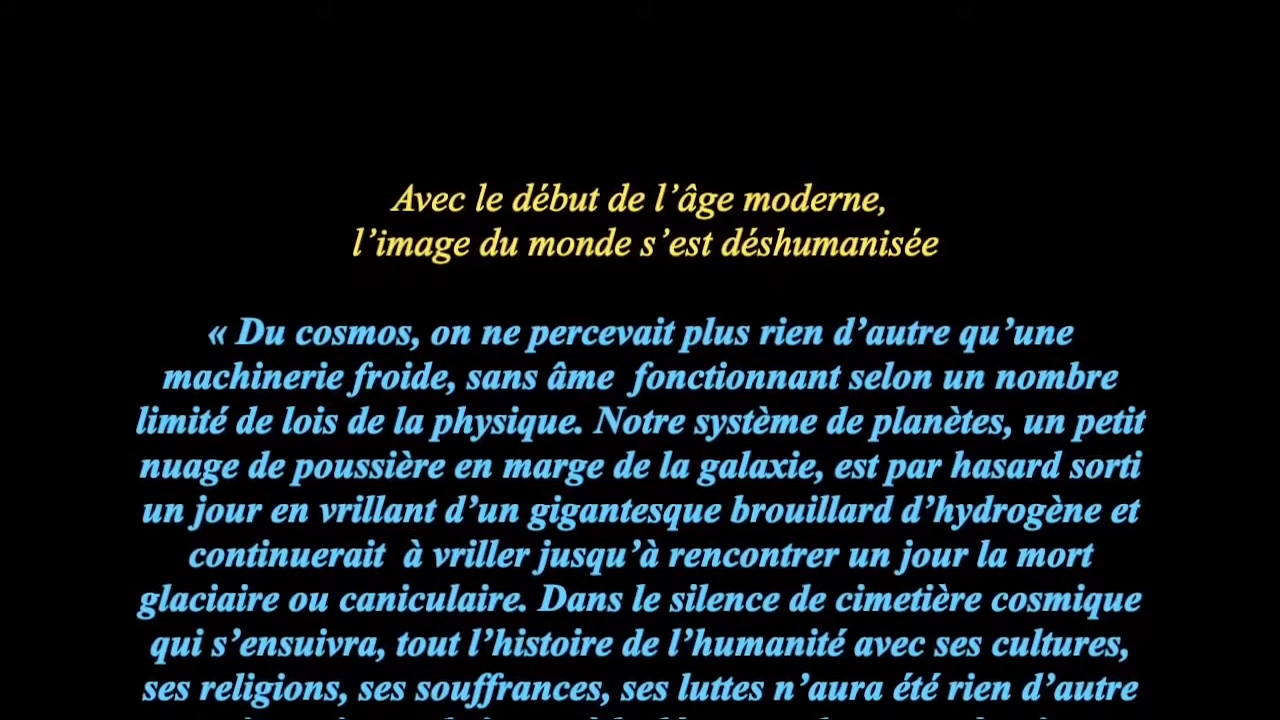 Avec le début de l’âge moderne,
l’image du monde s’est déshumanisée
« Du cosmos, on ne percevait plus rien d’autre qu’une
machinerie froide, sans âme fonctionnant selon un nombre
limité de lois de la physique. Notre système de planètes, un petit
nuage de poussière en marge de la galaxie, est par hasard sorti
un jour en vrillant d’un gigantesque brouillard d’hydrogène et
continuerait à vriller jusqu’à rencontrer un jour la mort
glaciaire ou caniculaire. Dans le silence de cimetière cosmique
qui s’ensuivra, tout l’histoire de l’humanité avec ses cultures,
ses religions, ses souffrances, ses luttes n’aura été rien d’autre